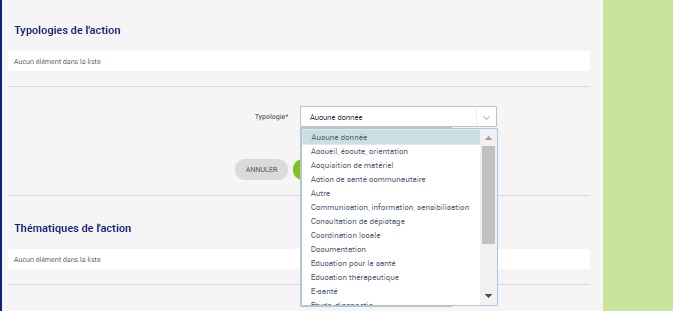 Typologies de l'action
Aucun élément dans la liste
Typologie*
Aucune donnée
Aucune donnée
Accueil, écoute, orientation
Acquisition de matériel
Action de santé communautaire
Autre
Communication, information, sensibilisation
Consultation de dépistage
Coordination locale
Documentation
Education pour la santé
Education thérapeutique
E-santé
Etude, diagnostic
ANNULER
Thématiques de l'action
Aucun élément dans la liste